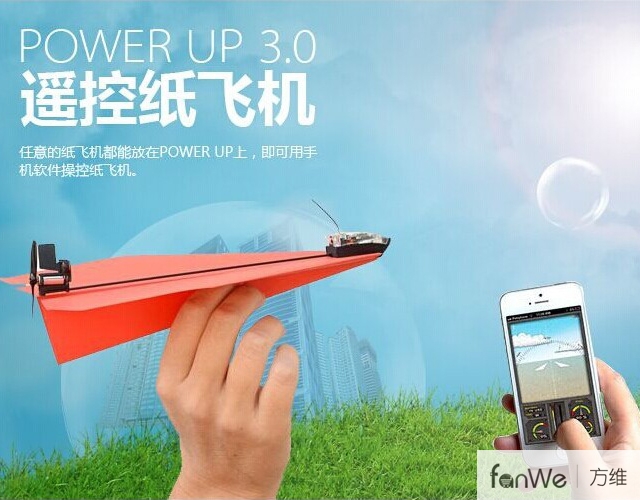 POWER UP 3.0
遥控纸飞机
任意的纸飞机都能放在POWER UP上，即可用手
机软件操控纸飞机。
fanWe 方维